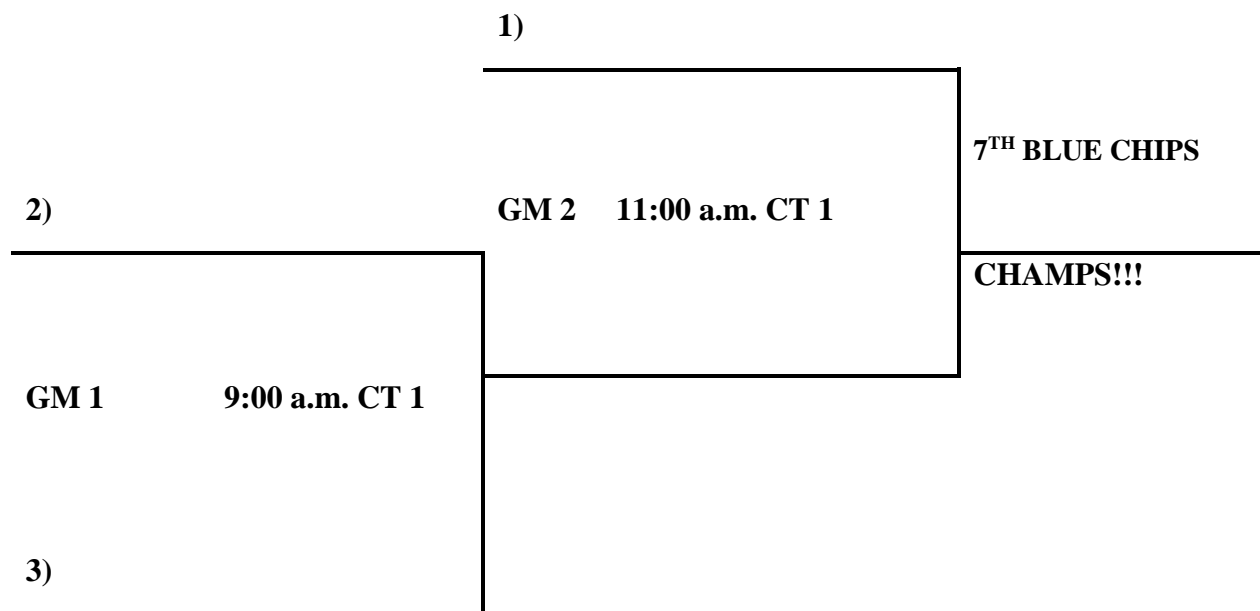 1)
7TH BLUE CHIPS
2)
GM 2 11:00 a.m. CT 1
CHAMPS!!!
GM 1 9:00 a.m. CT 1
3)